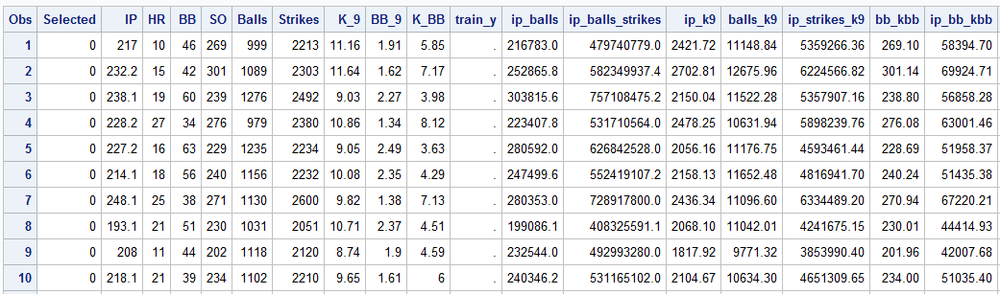 Obs Selected IP HR BB SO Balls Strikes K_9 BB_9 K_BB train_y ip_balls ip_balls_strikes ip_k9 balls_k9 ip_strikes_k9 bb_kbb ip_bb_kbb
1 0 217 10 46 269 999 2213 11.16 1.91 5.85 . 216783.0 479740779.0 2421.72 11148.84 5359266.36 269.10 58394.70
2 0 232.2 15 42 301 1089 2303 11.64 1.62 7.17 . 252865.8 582349937.4 2702.81 12675.96 6224566.82 301.14 69924.71
3 0 238.1 19 60 239 1276 2492 9.03 2.27 3.98 . 303815.6 757108475.2 2150.04 11522.28 5357907.16 238.80 56858.28
4 0 228.2 27 34 276 979 2380 10.86 1.34 8.12 . 223407.8 531710564.0 2478.25 10631.94 5898239.76 276.08 63001.46
5 0 227.2 16 63 229 1235 2234 9.05 2.49 3.63 . 280592.0 626842528.0 2056.16 11176.75 4593461.44 228.69 51958.37
6 0 214.1 18 56 240 1156 2232 10.08 2.35 4.29 . 247499.6 552419107.2 2158.13 11652.48 4816941.70 240.24 51435.38
7 0 248.1 25 38 271 1130 2600 9.82 1.38 7.13 . 280353.0 728917800.0 2436.34 11096.60 6334489.20 270.94 67220.21
8 0 193.1 21 51 230 1031 2051 10.71 2.37 4.51 . 199086.1 408325591.1 2068.10 11042.01 4241675.15 230.01 44414.93
9 0 208 11 44 202 1118 2120 8.74 1.9 4.59 . 232544.0 492993280.0 1817.92 9771.32 3853990.40 201.96 42007.68
10 0 218.1 21 39 234 1102 2210 9.65 1.61 6 . 240346.2 531165102.0 2104.67 10634.30 4651309.65 234.00 51035.40